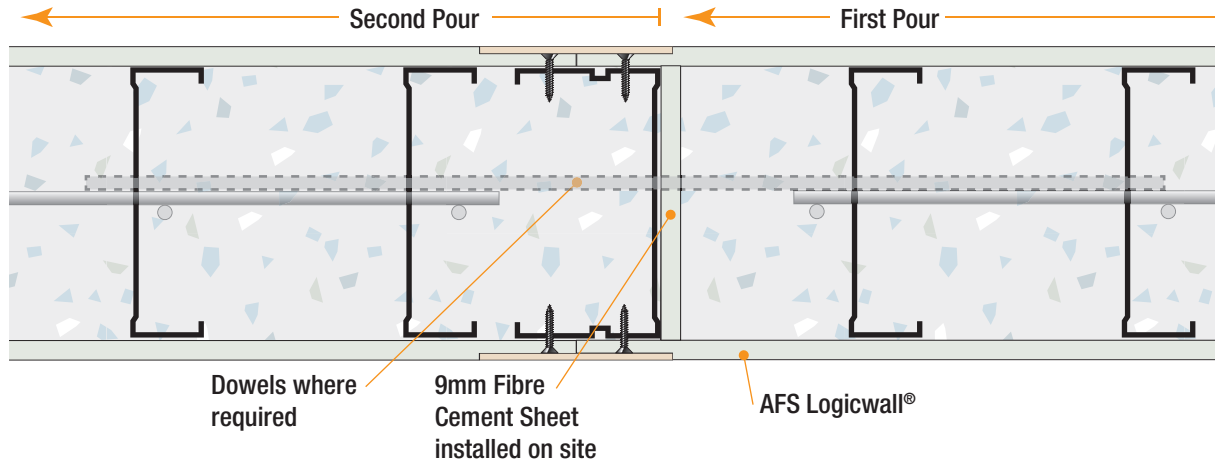 Second Pour
First Pour
Dowels where
required
9mm Fibre
Cement Sheet
installed on site
AFS Logicwall®